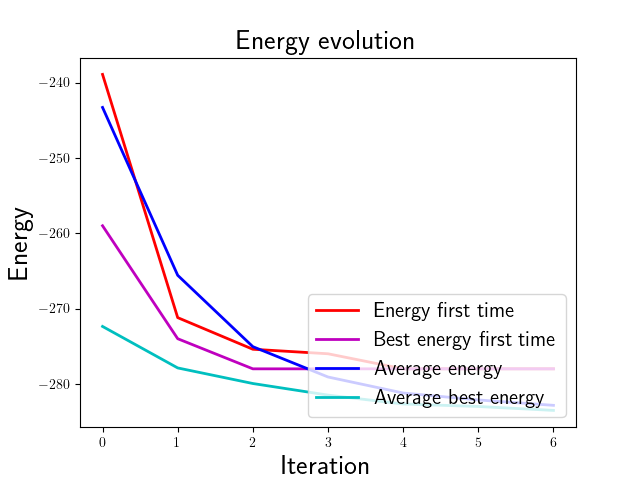 Energy evolution
Energy
−240
−250
−260
−270
−280
Energy first time
Best energy first time
Average energy
Average best energy
0 1 2 3 4 5 6
Iteration